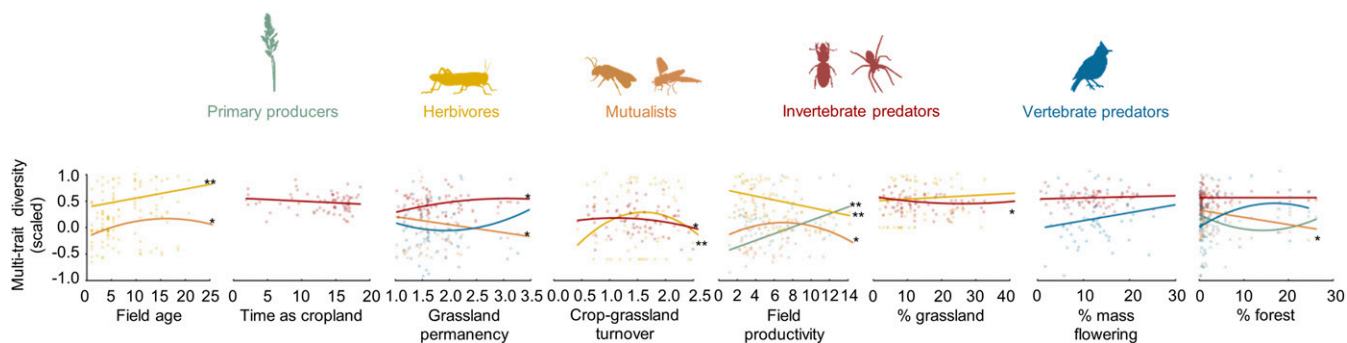 Primary producers
Herbivores
Mutualists
Invertebrate predators
Vertebrate predators
Multi-trait diversity
(scaled)
1.0
0.5
0.0
-0.5
-1.0
** *
* *
* **
** ** *
*
*
0 5 10 15 20 25
0 5 10 15 20
1.0 1.5 2.0 2.5 3.0 3.5
0.0 0.5 1.0 1.5 2.0 2.5
0 2 4 6 8 10 12 14
0 10 20 30 40
0 10 20 30
0 10 20 30
Field age
Time as cropland
Grassland
permanency
Crop-grassland
turnover
Field
productivity
% grassland
% mass
flowering
% forest